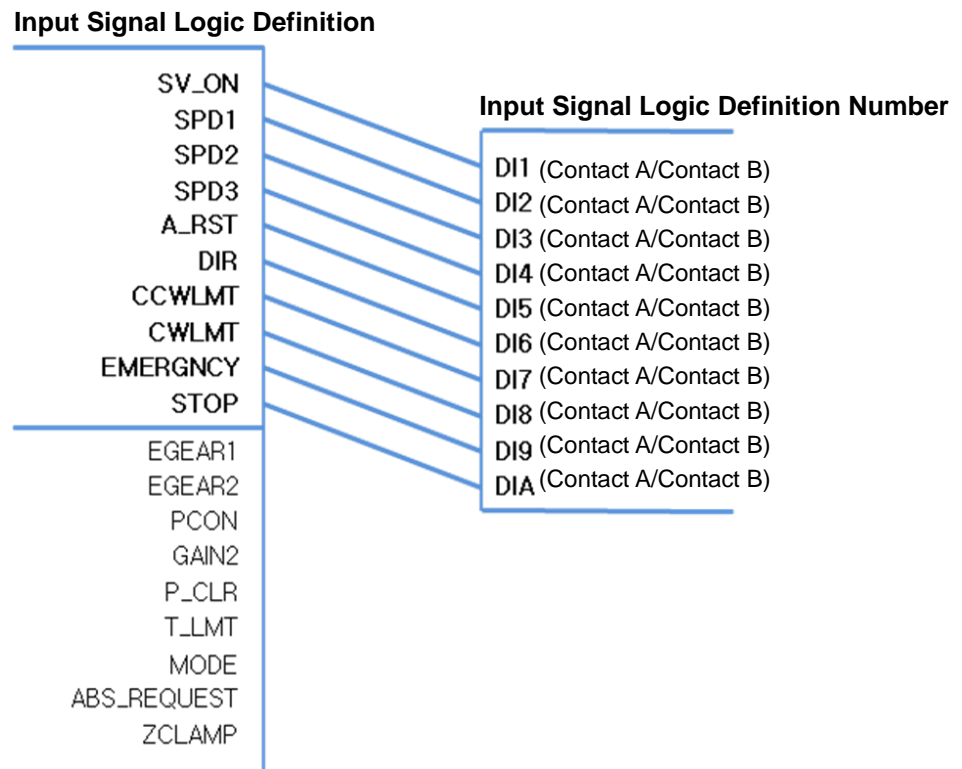 Input Signal Logic Definition
SV_ON
SPD1
SPD2
SPD3
A_RST
DIR
CCWLMT
CWLMT
EMERGNCY
STOP
EGEAR1
EGEAR2
PCON
GAIN2
P_CLR
T_LMT
MODE
ABS_REQUEST
ZCLAMP
Input Signal Logic Definition Number
DI1 (Contact A/Contact B)
DI2 (Contact A/Contact B)
DI3 (Contact A/Contact B)
DI4 (Contact A/Contact B)
DI5 (Contact A/Contact B)
DI6 (Contact A/Contact B)
DI7 (Contact A/Contact B)
DI8 (Contact A/Contact B)
DI9 (Contact A/Contact B)
DIA (Contact A/Contact B)